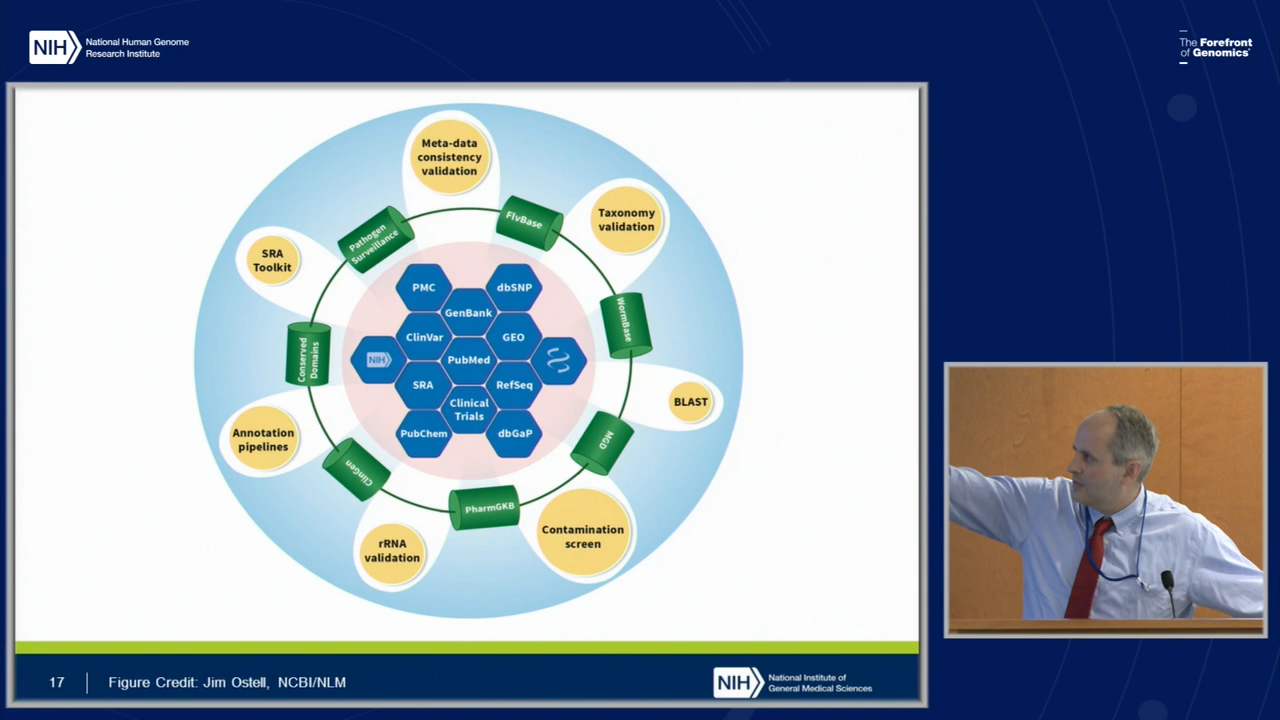 NIH
National Human Genome
Research Institute
The Forefront
of Genomics
Meta-data
consistency
validation
FlyBase
Taxonomy
validation
Pathogen
Surveillance
SRA
Toolkit
PMC
dbSNP
GenBank
WormBase
ClinVar
GEO
Conserved
Domains
NIH
PubMed
SRA
RefSeq
BLAST
Clinical
Trials
PubChem
dbGaP
MGD
Annotation
pipelines
ClinGen
PharmGKB
Contamination
screen
rRNA
validation
17
Figure Credit: Jim Ostell, NCBI/NLM
NIH
National Institute of
General Medical Sciences